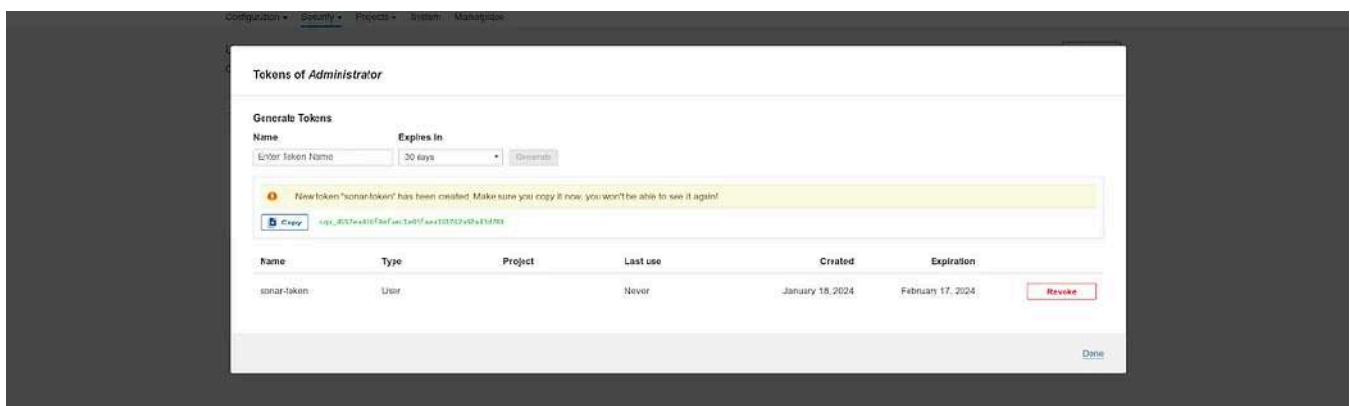 Configuration Security Projects System Marketplace
Tokens of Administrator
Generate Tokens
Name Expires in
Enter Token Name 30 days Generate
New token "sonar-token" has been created. Make sure you copy it now, you won't be able to see it again!
Copy
Name Type Project Last use Created Expiration
sonar-token User Never January 18, 2024 February 17, 2024 Revoke
Done